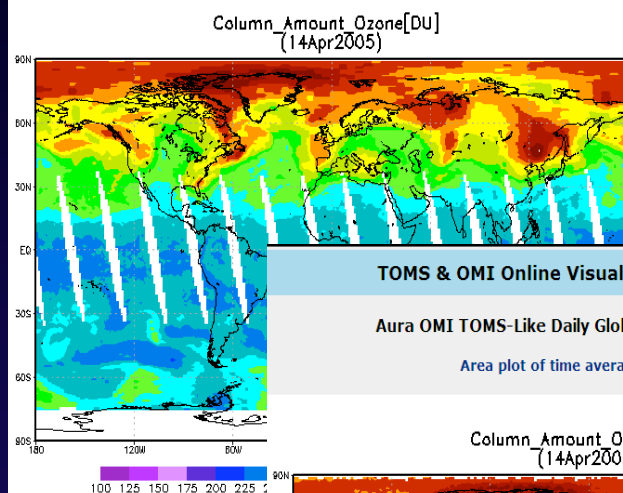 Column_Amount_Ozone[DU]
(14Apr2005)
90N
60N
30N
EQ
30S
60S
90S
180 120W 60W
100 125 150 175 200 225
TOMS & OMI Online Visual
Aura OMI TOMS-Like Daily Glo
Area plot of time avera
Column_Amount_O
(14Apr200
90N